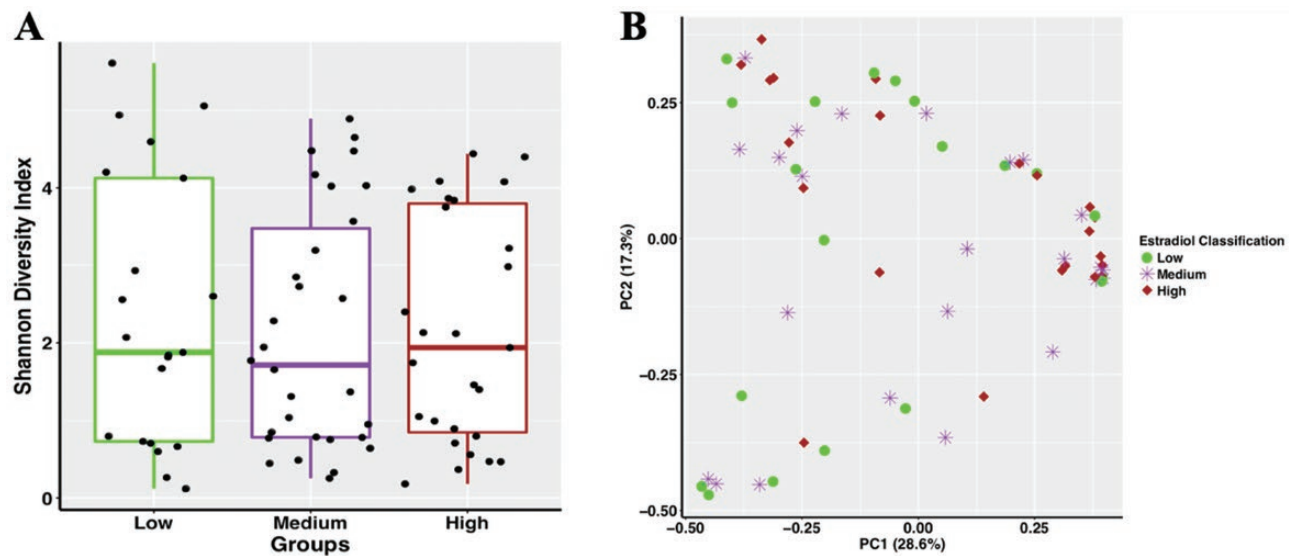 A
Shannon Diversity Index
4
2
0
Low
Medium
High
Groups
B
PC2 (17.3%)
0.25
0.00
−0.25
−0.50
−0.50
−0.25
0.00
0.25
PC1 (28.6%)
Estradiol Classification
Low
Medium
High